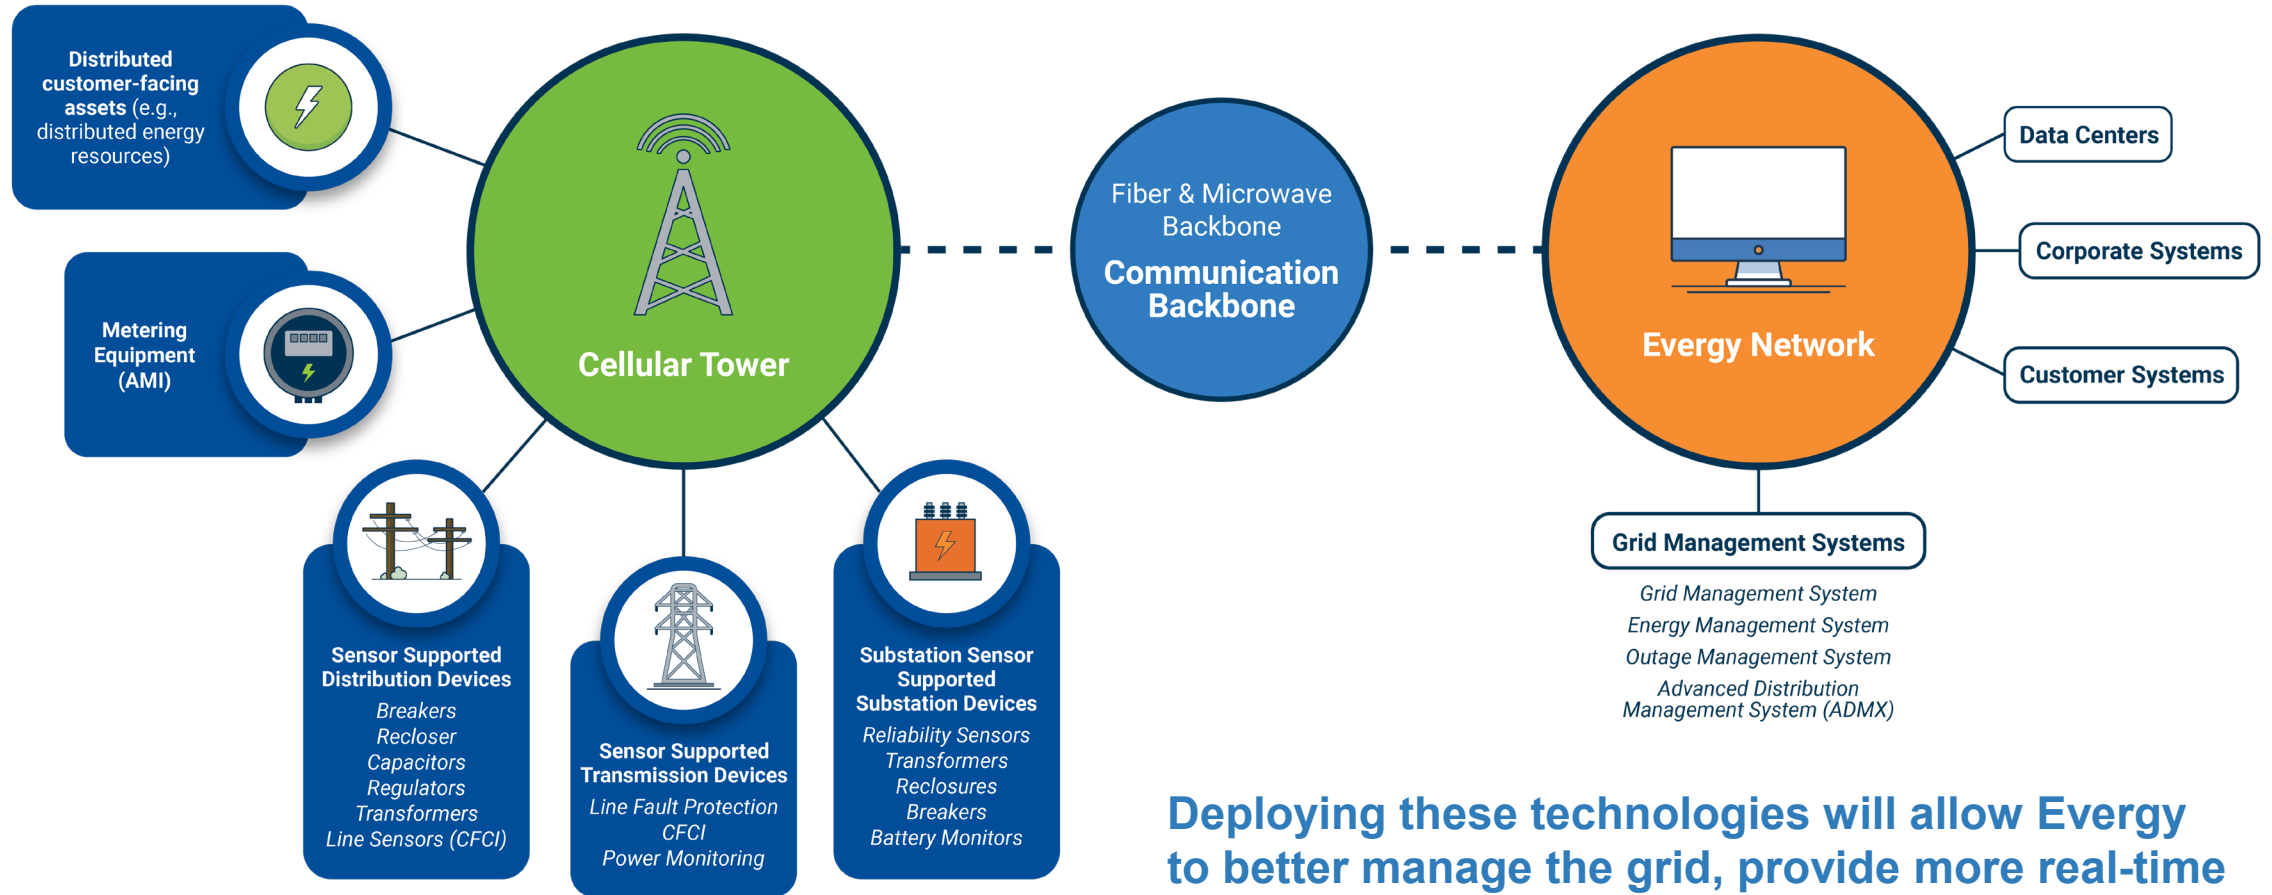 Distributed
customer-facing
assets (e.g.,
distributed energy
resources)
Metering
Equipment
(AMI)
Cellular Tower
Fiber & Microwave
Backbone
Communication
Backbone
Evergy Network
Data Centers
Corporate Systems
Customer Systems
Grid Management Systems
Grid Management System
Energy Management System
Outage Management System
Advanced Distribution
Management System (ADMX)
Sensor Supported
Distribution Devices
Breakers
Recloser
Capacitors
Regulators
Transformers
Line Sensors (CFCI)
Sensor Supported
Transmission Devices
Line Fault Protection
CFCI
Power Monitoring
Substation Sensor
Supported
Substation Devices
Reliability Sensors
Transformers
Reclosures
Breakers
Battery Monitors
Deploying these technologies will allow Evergy
to better manage the grid, provide more real-time